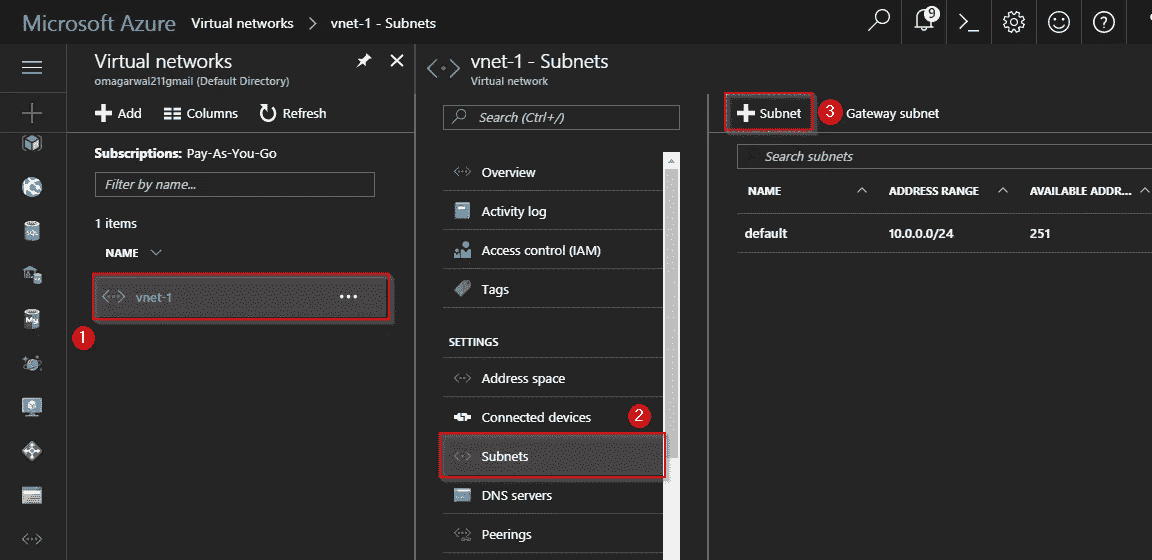 Microsoft Azure Virtual networks > vnet-1 - Subnets
9
Virtual networks
omagarwal211gmail (Default Directory)
Add Columns Refresh
Subscriptions: Pay-As-You-Go
Filter by name...
1 items
NAME
vnet-1
1
vnet-1 - Subnets
Virtual network
Search (Ctrl+/)
Overview
Activity log
Access control (IAM)
Tags
SETTINGS
Address space
Connected devices
2
Subnets
DNS servers
Peerings
Subnet 3 Gateway subnet
Search subnets
NAME ADDRESS RANGE AVAILABLE ADDR...
default 10.0.0.0/24 251
SQL
My